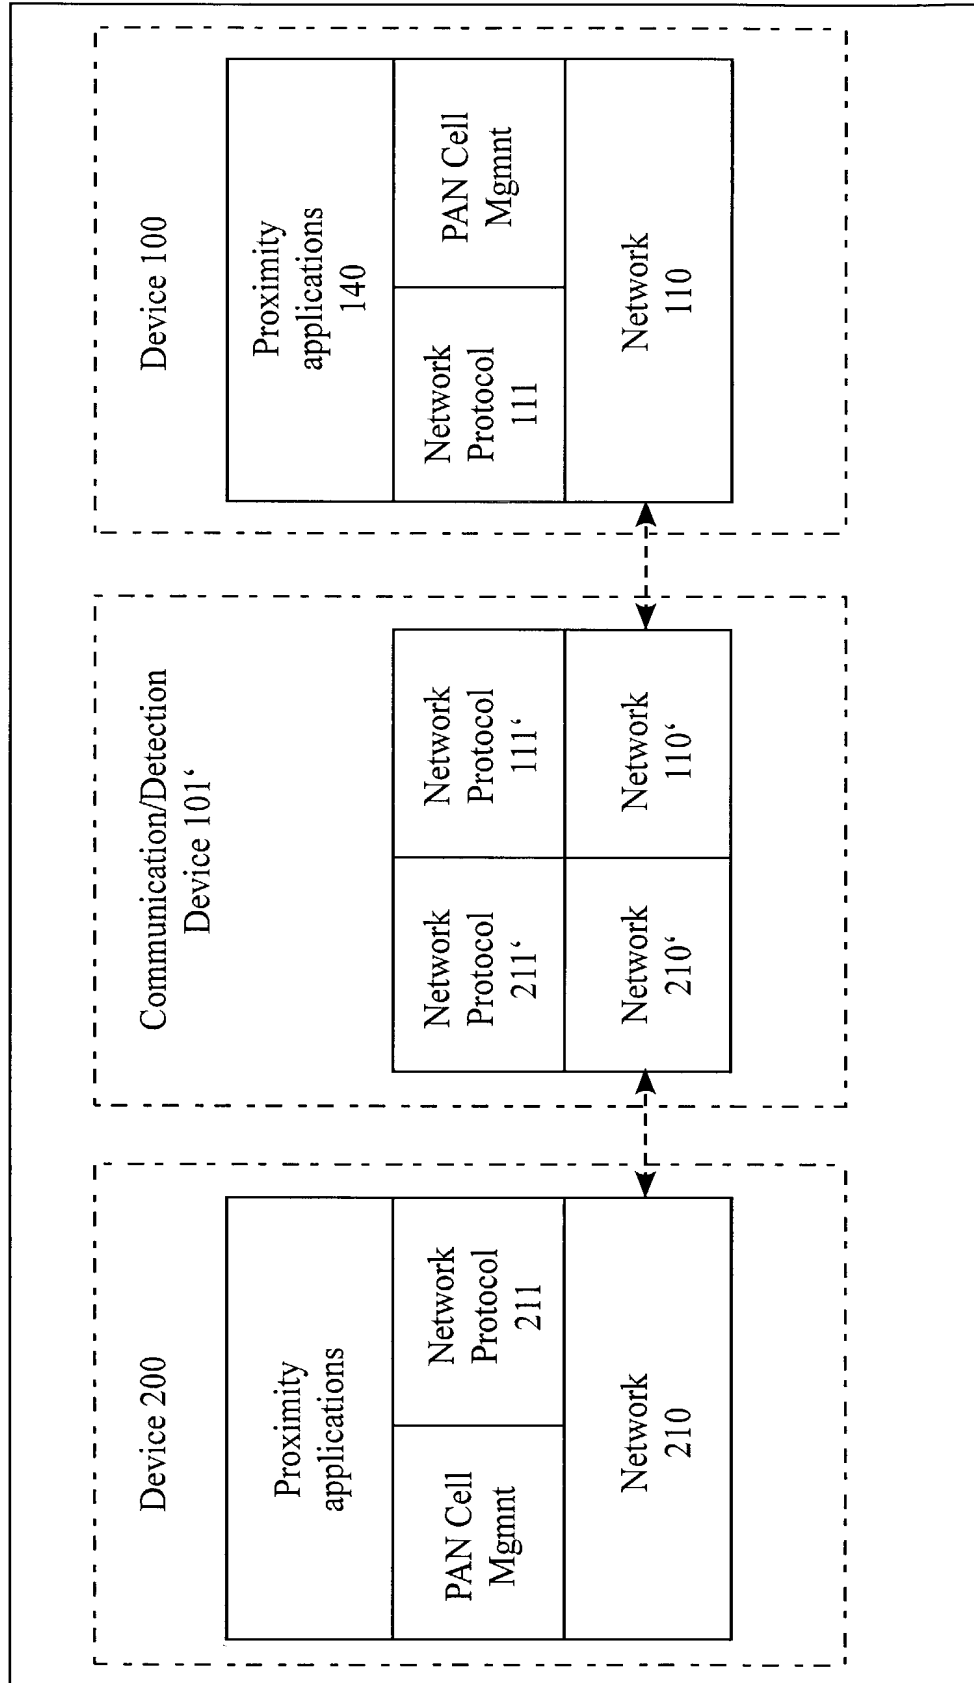 Device 200
Proximity
applications
PAN Cell
Mgmnt
Network
Protocol
211
Network
210
Communication/Detection
Device 101‘
Network
Protocol
211‘
Network
Protocol
111‘
Network
210‘
Network
110‘
Device 100
Proximity
applications
140
Network
Protocol
111
PAN Cell
Mgmnt
Network
110